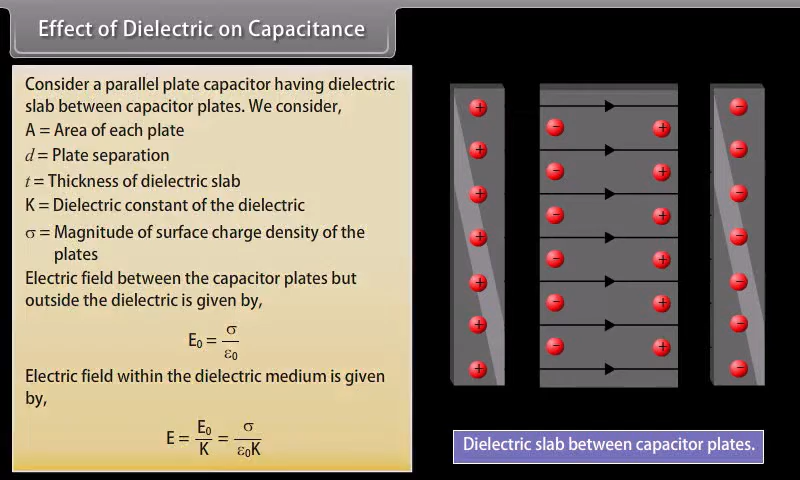 Effect of Dielectric on Capacitance
Consider a parallel plate capacitor having dielectric
slab between capacitor plates. We consider,
A = Area of each plate
d = Plate separation
t = Thickness of dielectric slab
K = Dielectric constant of the dielectric
σ = Magnitude of surface charge density of the
plates
Electric field between the capacitor plates but
outside the dielectric is given by,
E₀ = σ / ε₀
Electric field within the dielectric medium is given
by,
E = E₀ / K = σ / ε₀K
Dielectric slab between capacitor plates.